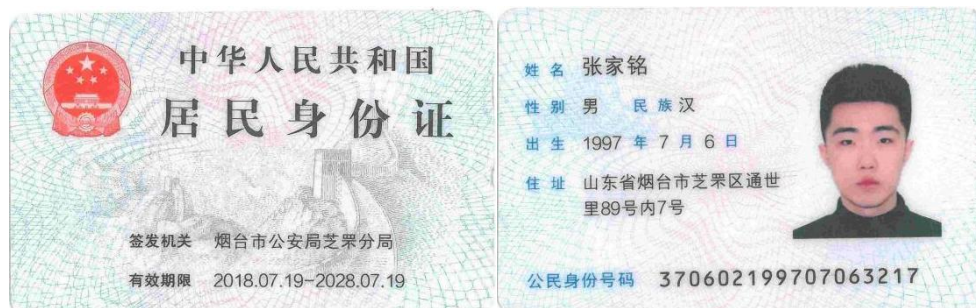 中华人民共和国
居民身份证
签发机关 烟台市公安局芝罘分局
有效期限 2018.07.19-2028.07.19
姓名 张家铭
性别 男 民族 汉
出生 1997 年 7 月 6 日
住址 山东省烟台市芝罘区通世
里89号内7号
公民身份号码 370602199707063217